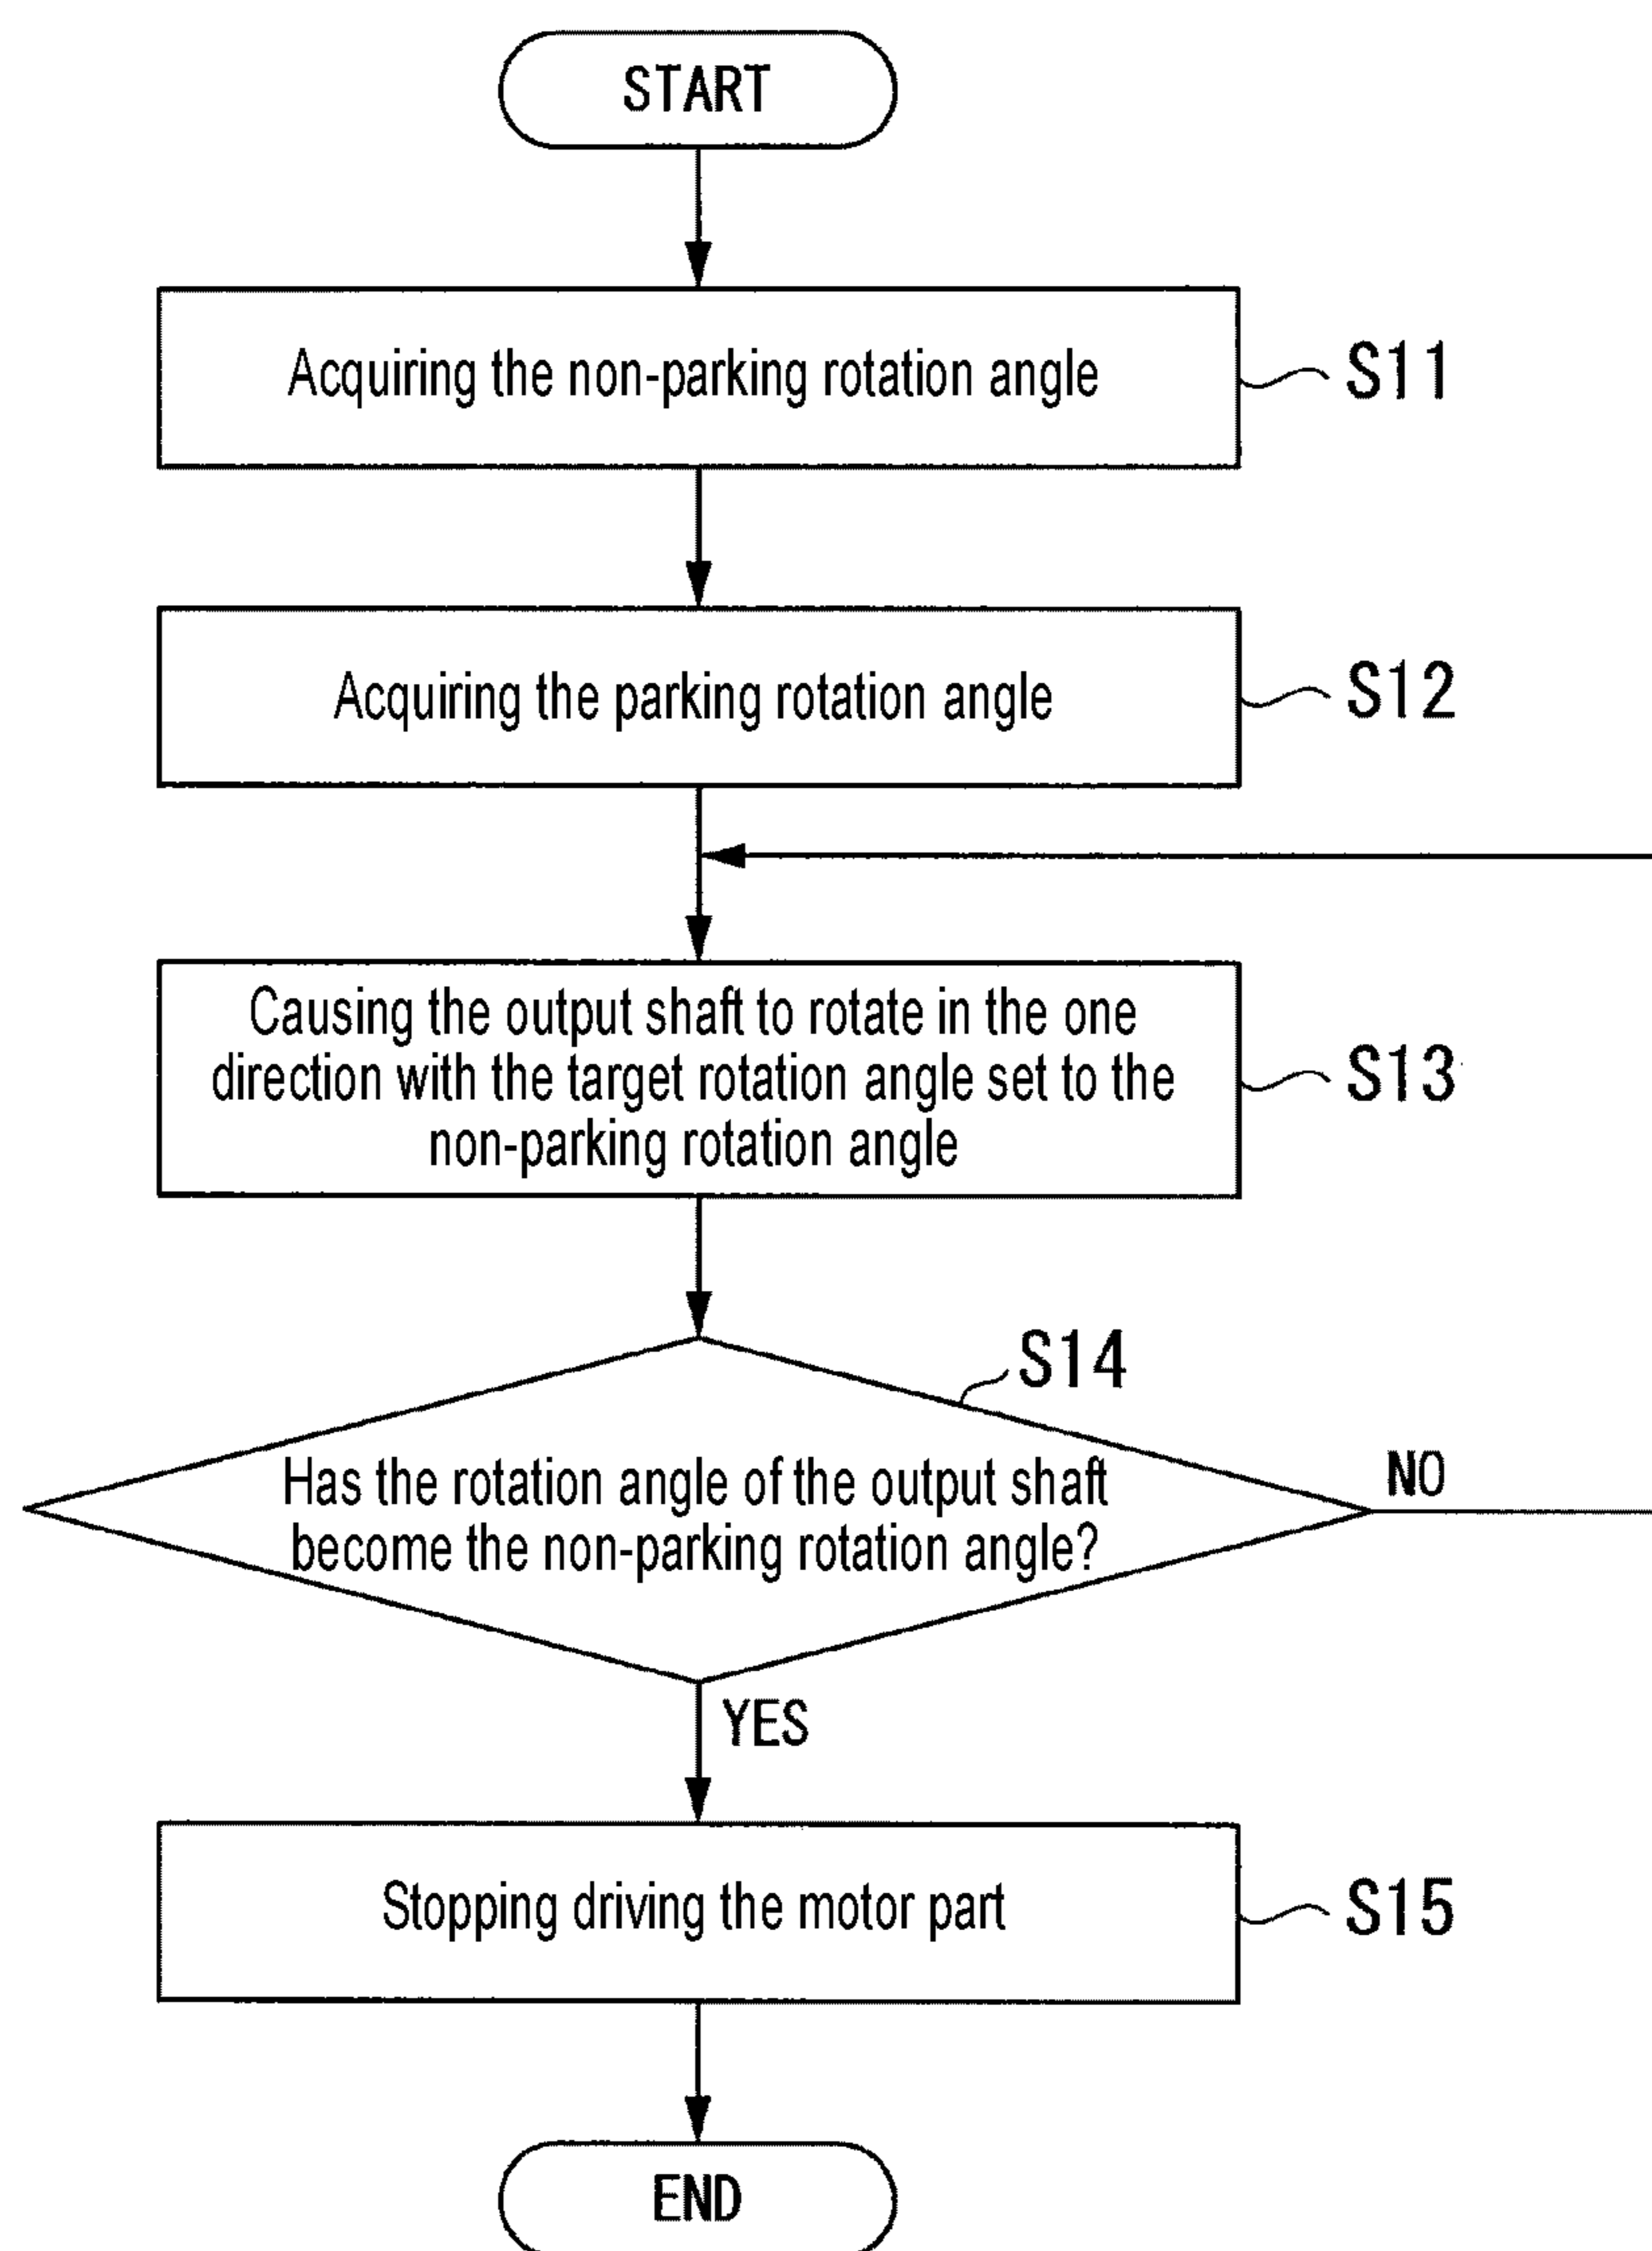 START
Acquiring the non-parking rotation angle
S11
Acquiring the parking rotation angle
S12
Causing the output shaft to rotate in the one
direction with the target rotation angle set to the
non-parking rotation angle
S13
S14
Has the rotation angle of the output shaft
become the non-parking rotation angle?
NO
YES
Stopping driving the motor part
S15
END